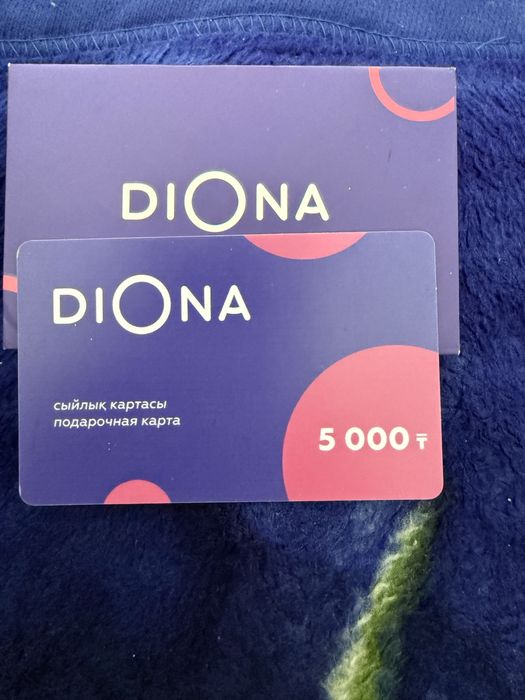 DIONA
DIONA
сыйлық картасы
подарочная карта
5 000 ₸